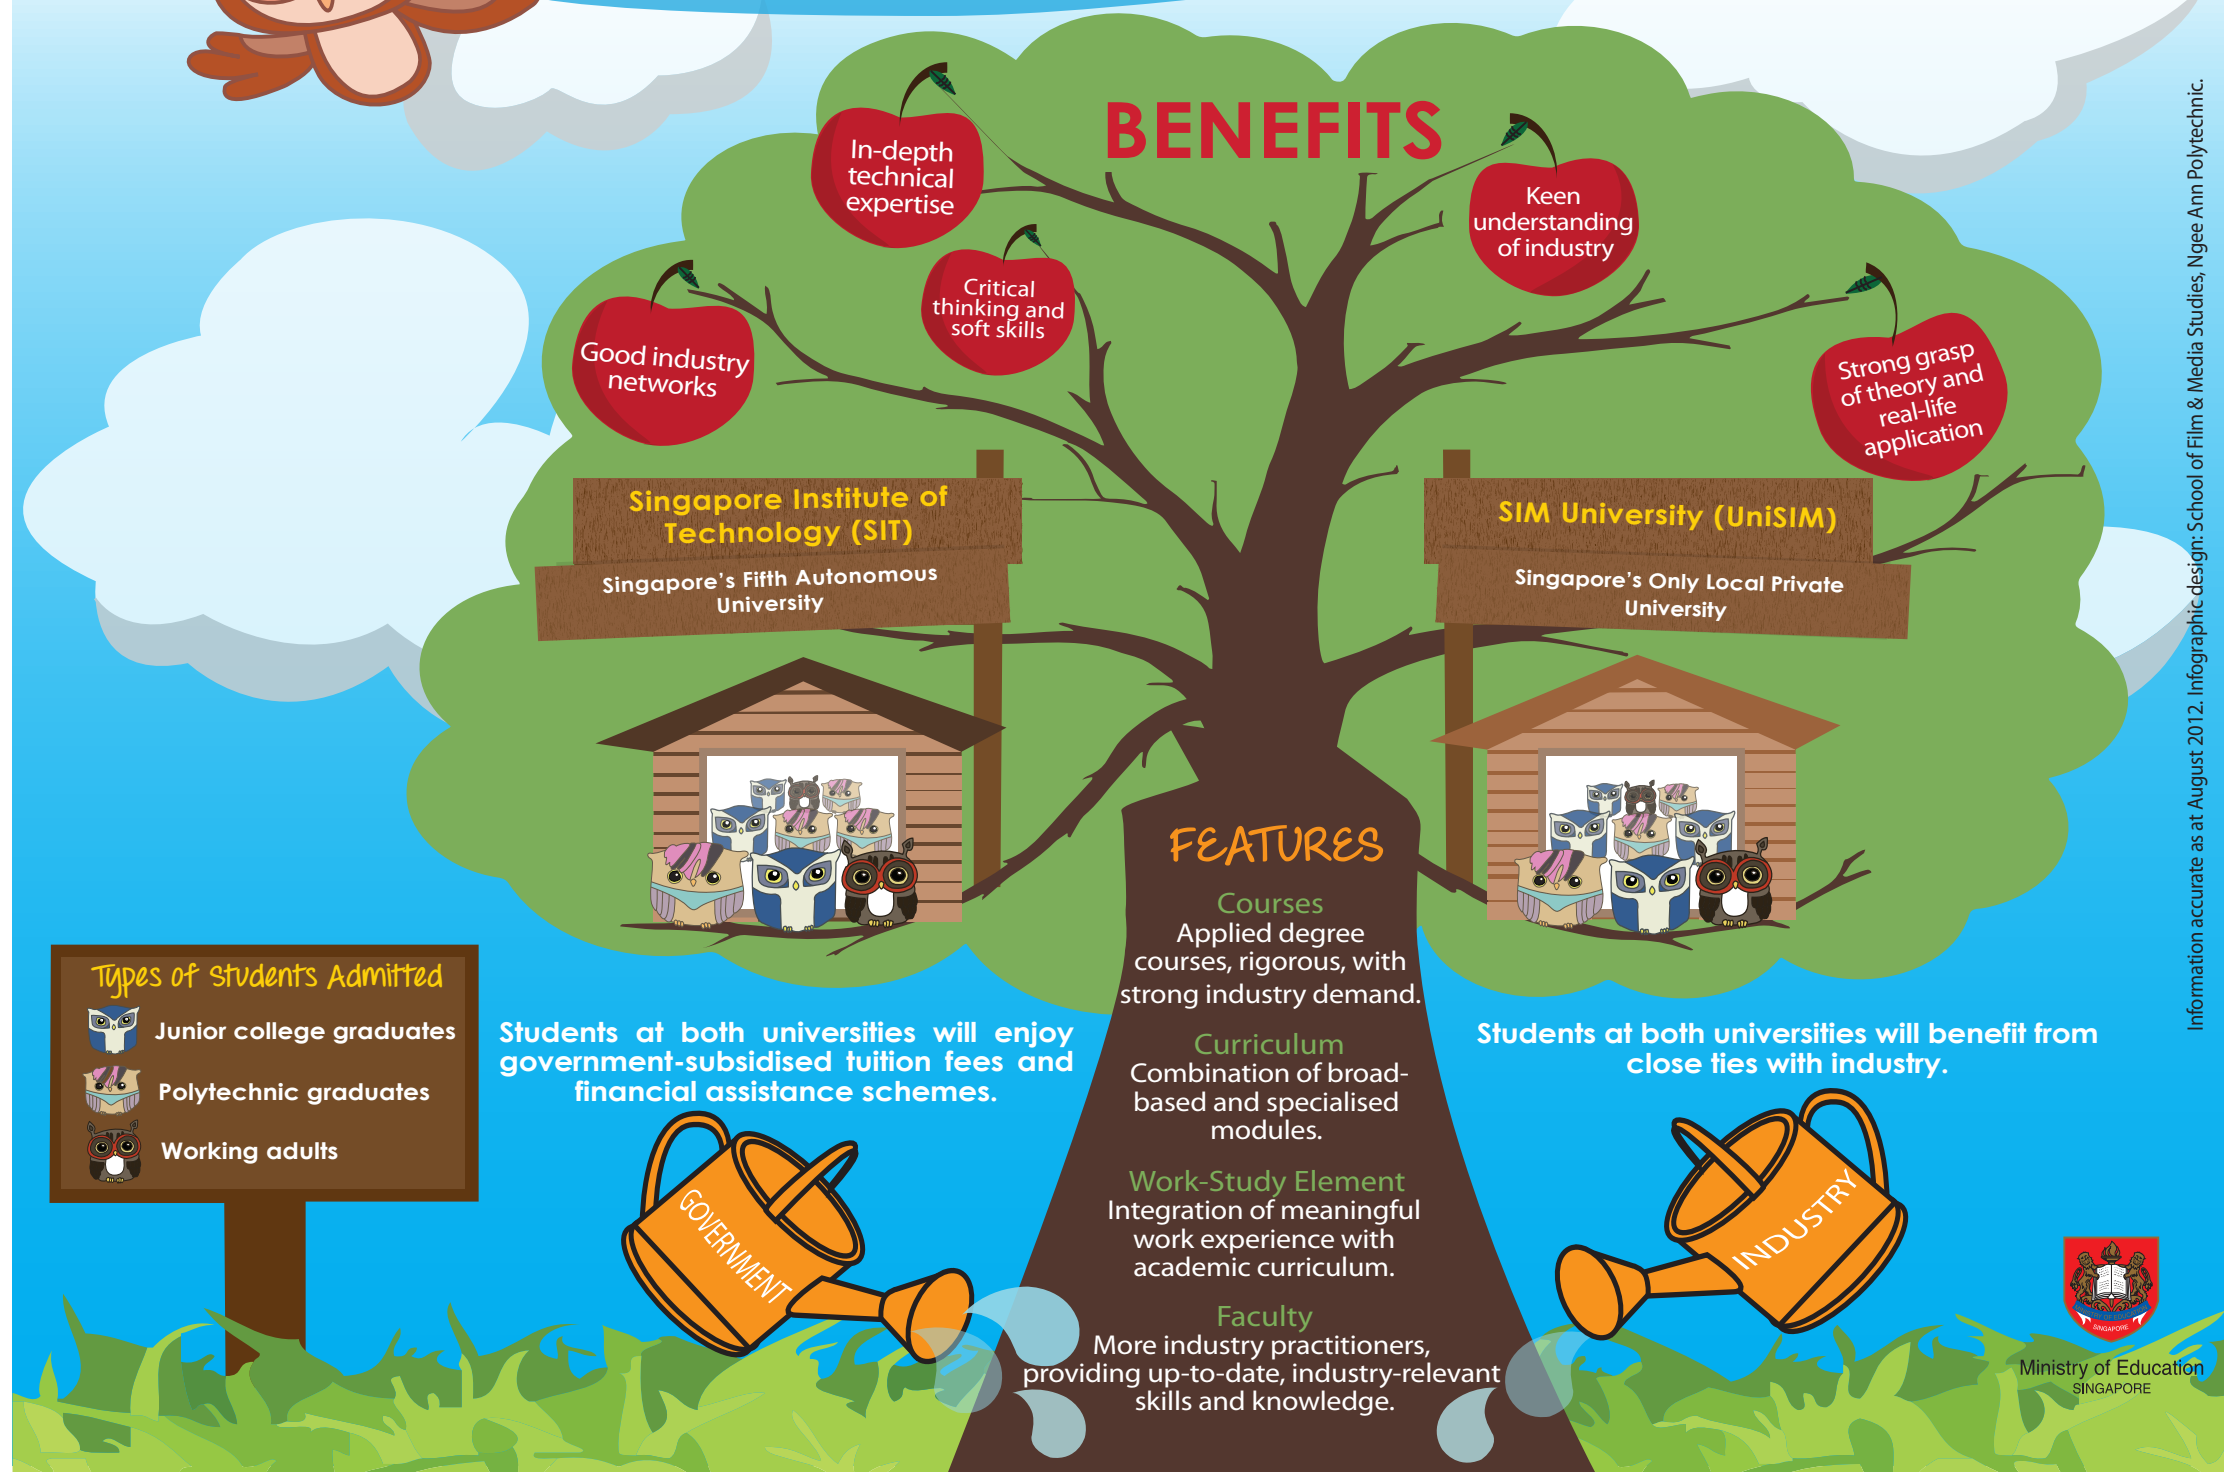 BENEFITS
In-depth
technical
expertise
Keen
understanding
of industry
Critical
thinking and
soft skills
Good industry
networks
Strong grasp
of theory and
real-life
application
Singapore Institute of
Technology (SIT)
Singapore's Fifth Autonomous
University
SIM University (UniSIM)
Singapore's Only Local Private
University
FEATURES
Courses
Applied degree
courses, rigorous, with
strong industry demand.
Curriculum
Combination of broad-
based and specialised
modules.
Work-Study Element
Integration of meaningful
work experience with
academic curriculum.
Faculty
More industry practitioners,
providing up-to-date, industry-relevant
skills and knowledge.
Types of Students Admitted
Junior college graduates
Polytechnic graduates
Working adults
Students at both universities will enjoy
government-subsidised tuition fees and
financial assistance schemes.
GOVERNMENT
Students at both universities will benefit from
close ties with industry.
INDUSTRY
SINGAPORE
Ministry of Education
SINGAPORE
Information accurate as at August 2012. Infographic design: School of Film & Media Studies, Ngee Ann Polytechnic.